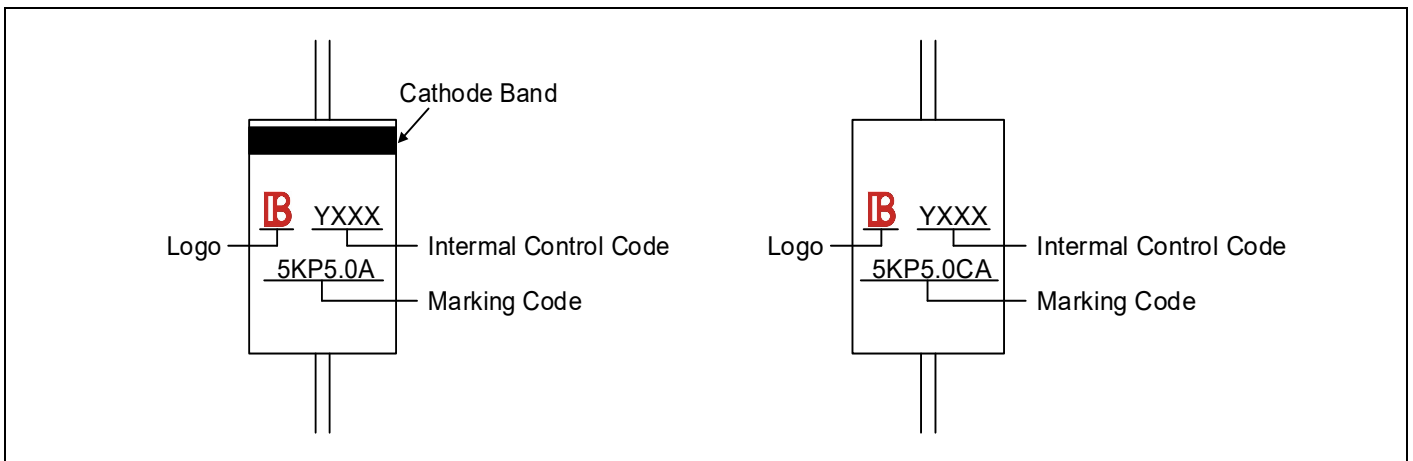 Cathode Band
B YXXX
Logo Intermal Control Code
5KP5.0A
Marking Code
B YXXX
Logo Intermal Control Code
5KP5.0CA
Marking Code